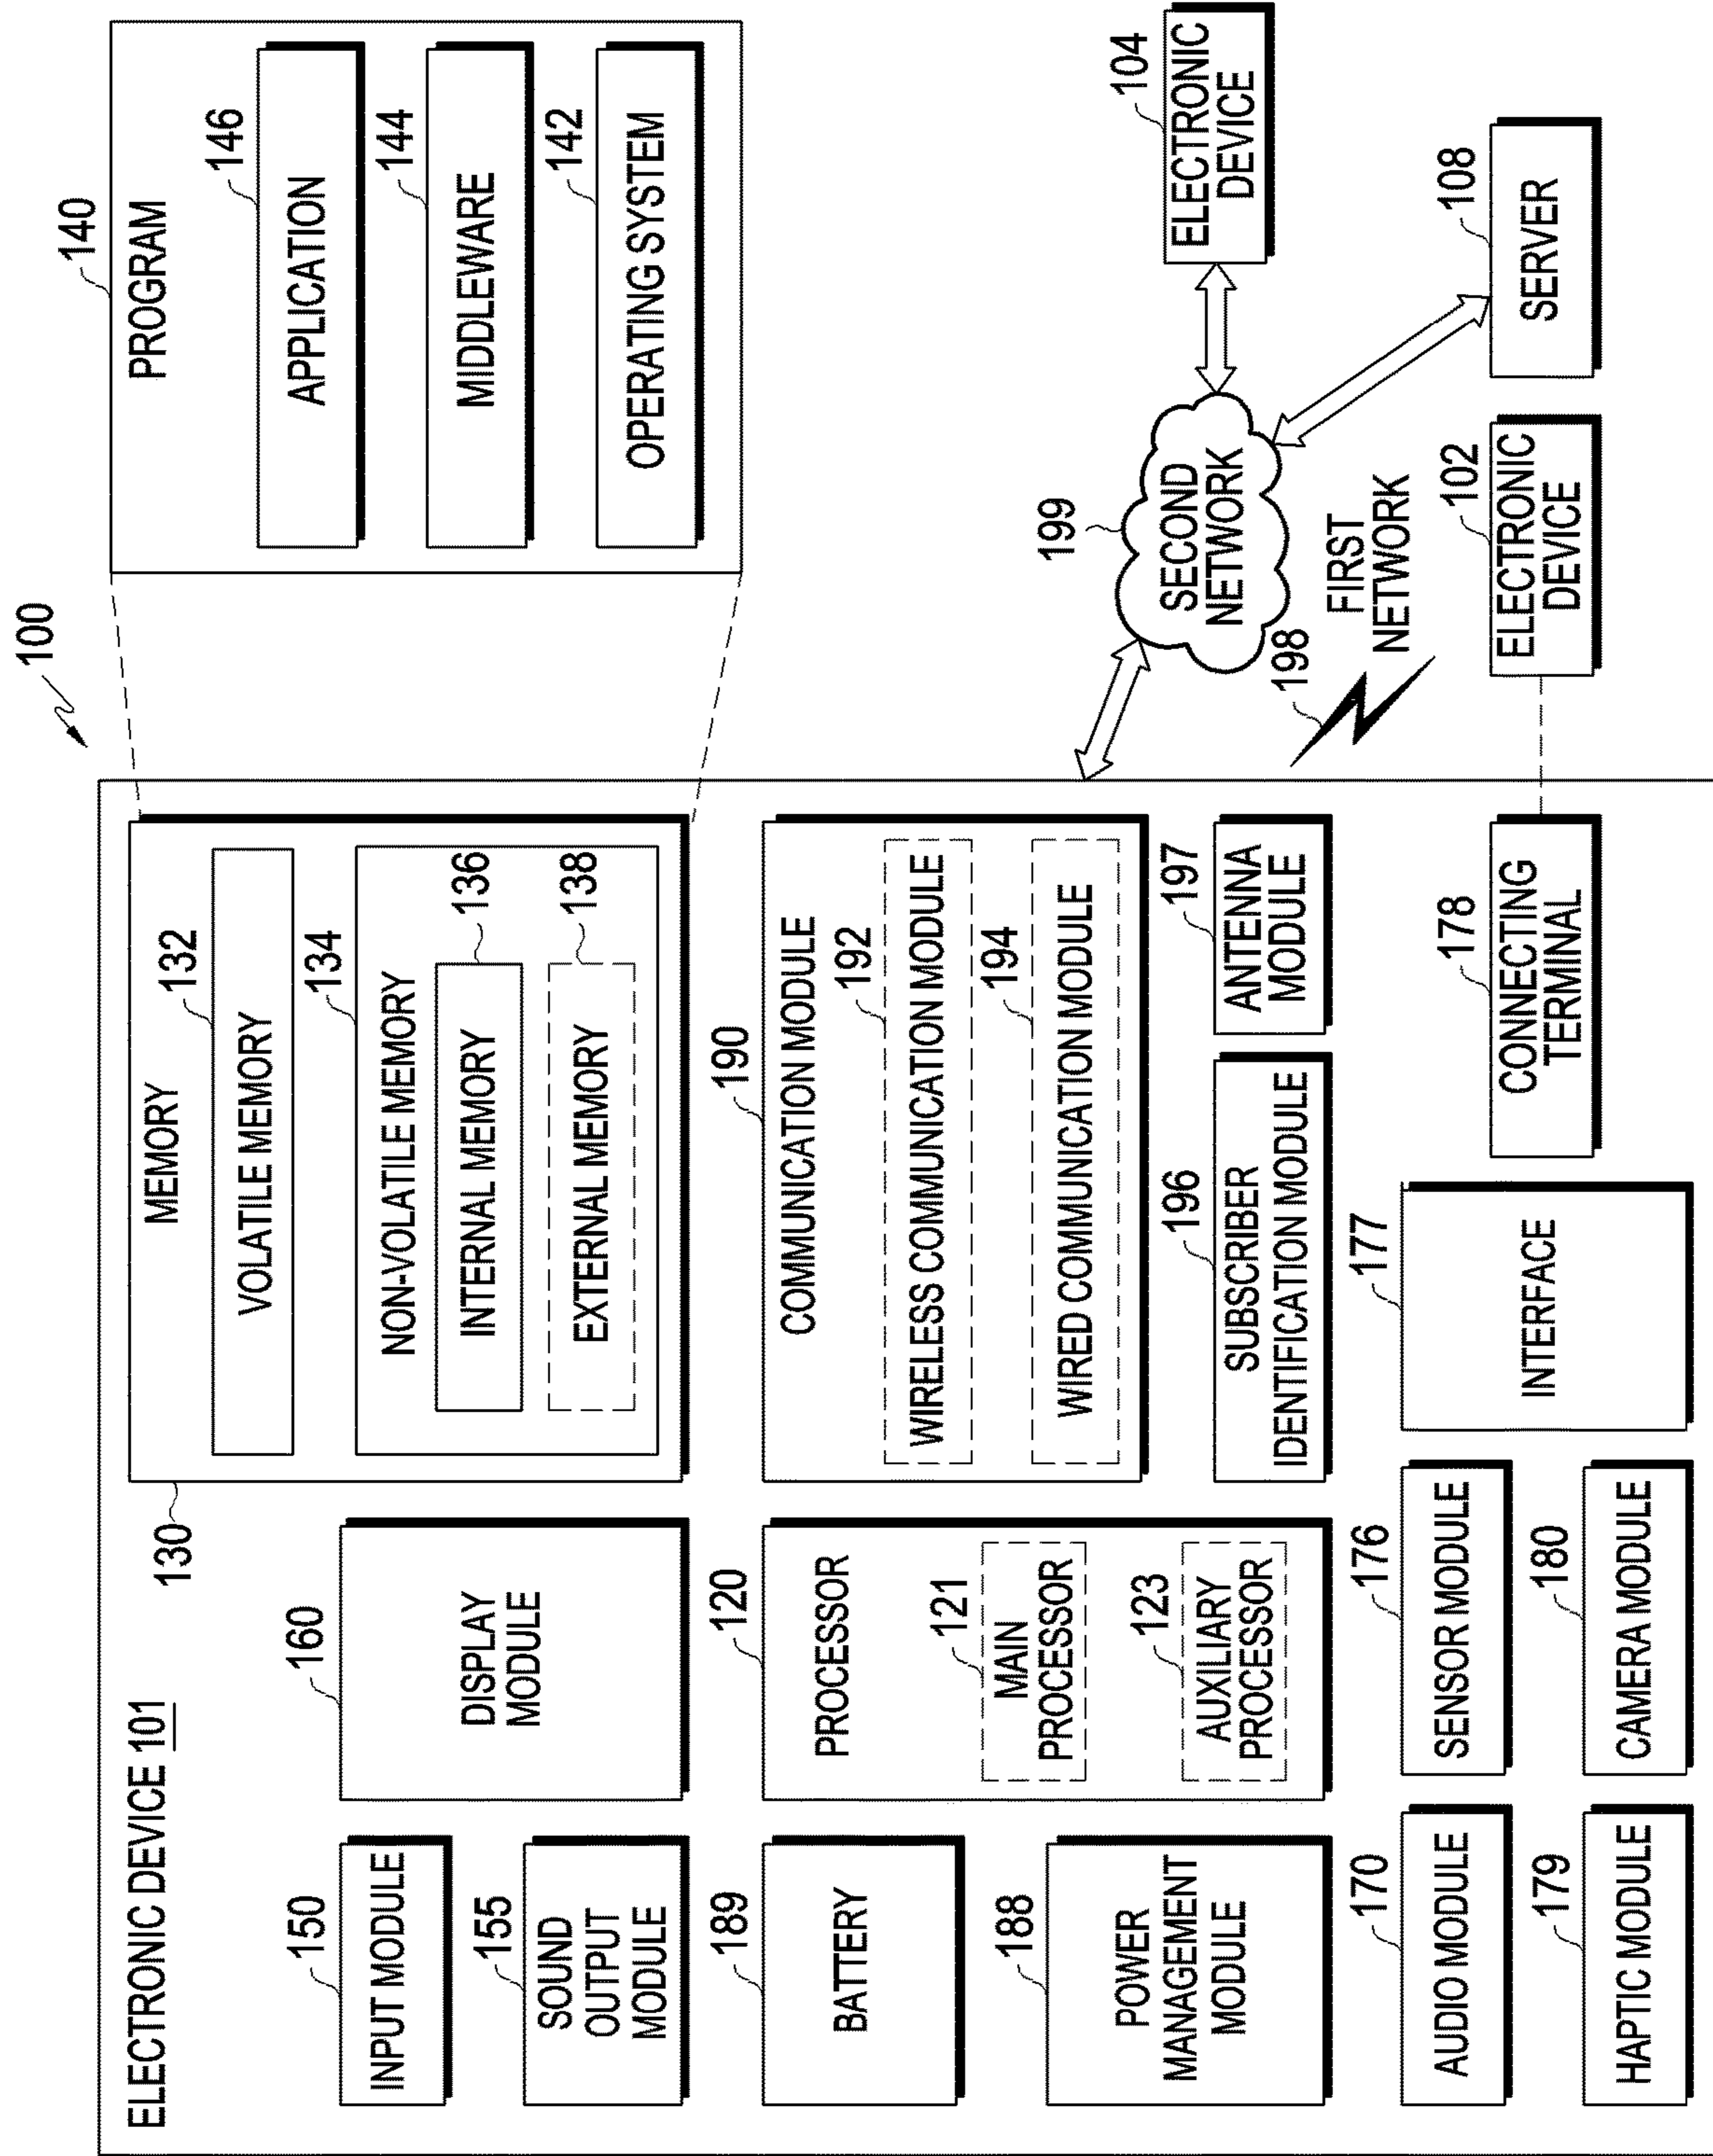 100
ELECTRONIC DEVICE 101
130
MEMORY
132
VOLATILE MEMORY
134
NON-VOLATILE MEMORY
136
INTERNAL MEMORY
138
EXTERNAL MEMORY
140
PROGRAM
146
APPLICATION
144
MIDDLEWARE
142
OPERATING SYSTEM
150
INPUT MODULE
155
SOUND
OUTPUT
MODULE
160
DISPLAY
MODULE
189
BATTERY
188
POWER
MANAGEMENT
MODULE
120
PROCESSOR
121
MAIN
PROCESSOR
123
AUXILIARY
PROCESSOR
190
COMMUNICATION MODULE
192
WIRELESS COMMUNICATION MODULE
194
WIRED COMMUNICATION MODULE
196
SUBSCRIBER
IDENTIFICATION MODULE
197
ANTENNA
MODULE
170
AUDIO MODULE
176
SENSOR MODULE
177
INTERFACE
178
CONNECTING
TERMINAL
179
HAPTIC MODULE
180
CAMERA MODULE
199
SECOND
NETWORK
198
FIRST
NETWORK
104
ELECTRONIC
DEVICE
102
ELECTRONIC
DEVICE
108
SERVER